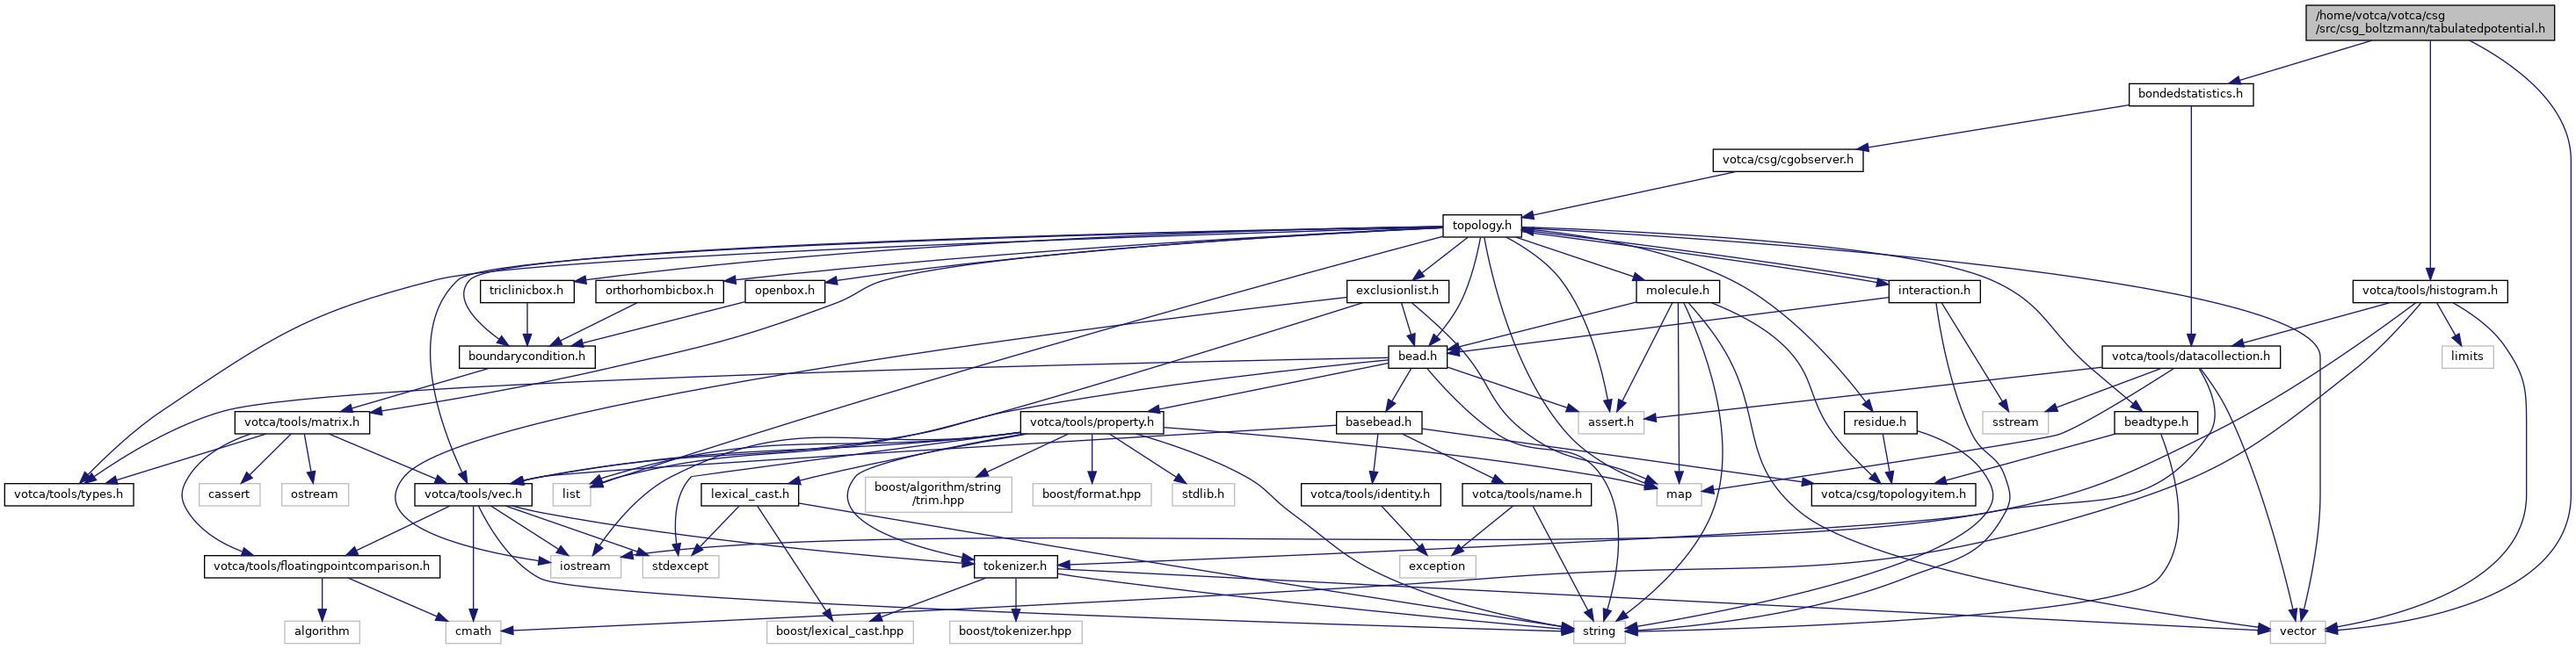 /home/votca/votca/csg
/src/csg_boltzmann/tabulatedpotential.h
bondedstatistics.h
votca/csg/cgobserver.h
topology.h
triclinicbox.h
orthorhombicbox.h
openbox.h
exclusionlist.h
molecule.h
interaction.h
votca/tools/histogram.h
boundarycondition.h
bead.h
votca/tools/datacollection.h
limits
votca/tools/matrix.h
votca/tools/property.h
basebead.h
assert.h
residue.h
sstream
beadtype.h
votca/tools/types.h
cassert
ostream
votca/tools/vec.h
list
lexical_cast.h
boost/algorithm/string
/trim.hpp
boost/format.hpp
stdlib.h
votca/tools/identity.h
votca/tools/name.h
map
votca/csg/topologyitem.h
votca/tools/floatingpointcomparison.h
iostream
stdexcept
tokenizer.h
exception
algorithm
cmath
boost/lexical_cast.hpp
boost/tokenizer.hpp
string
vector